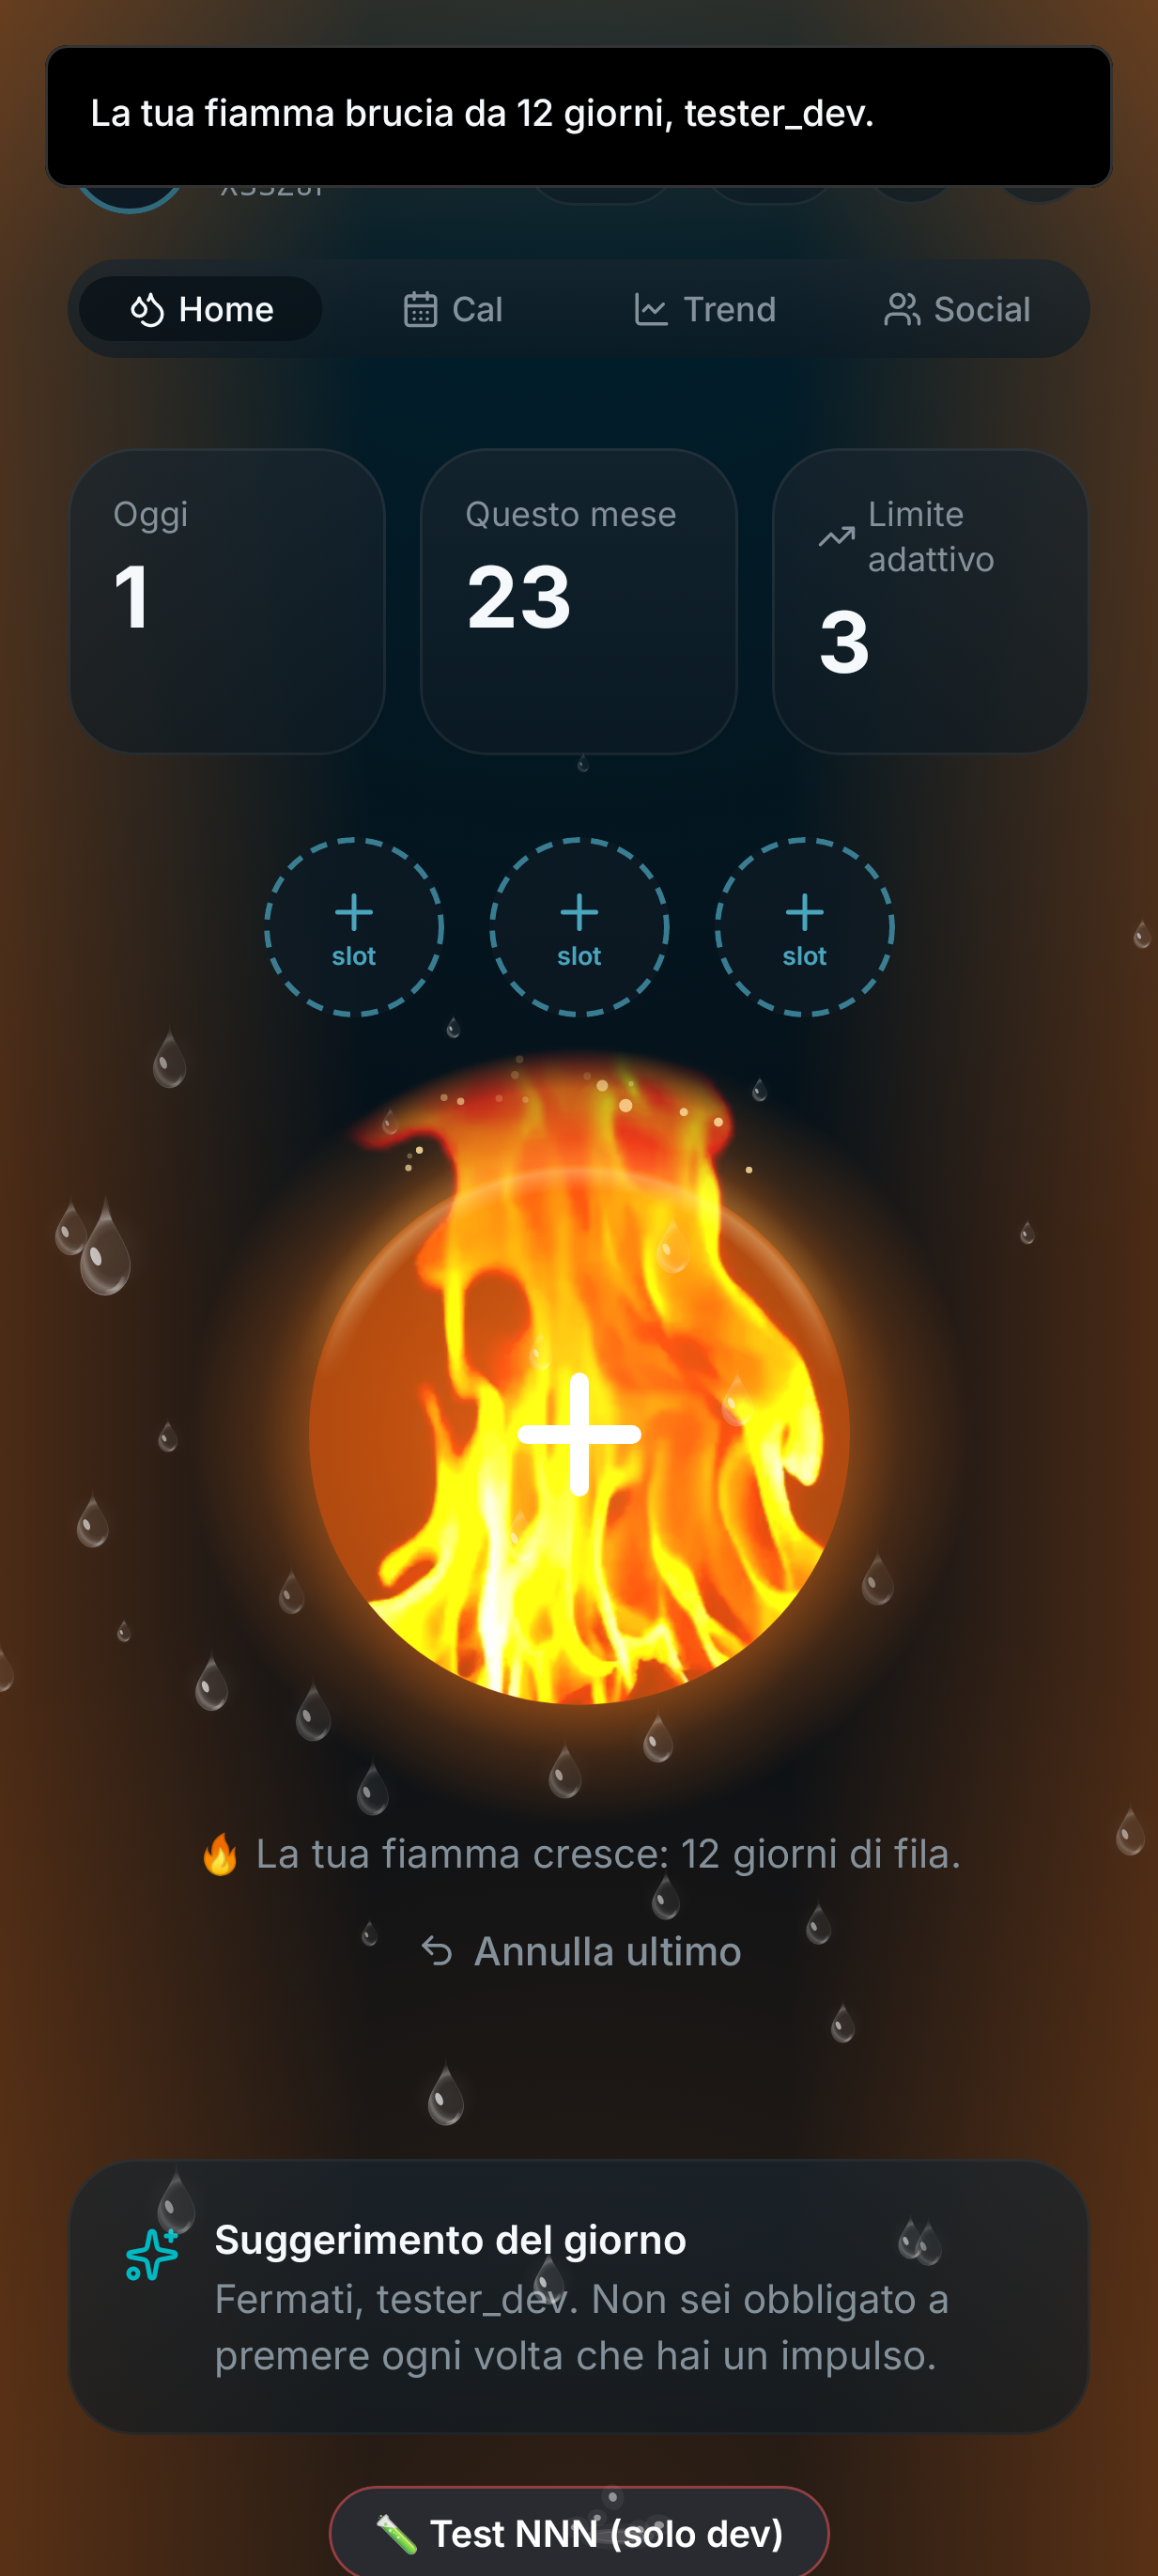 La tua fiamma brucia da 12 giorni, tester_dev.
Home
Cal
Trend
Social
Oggi
1
Questo mese
23
Limite
adattivo
3
slot
slot
slot
🔥 La tua fiamma cresce: 12 giorni di fila.
Annulla ultimo
Suggerimento del giorno
Fermati, tester_dev. Non sei obbligato a
premere ogni volta che hai un impulso.
🧪 Test NNN (solo dev)